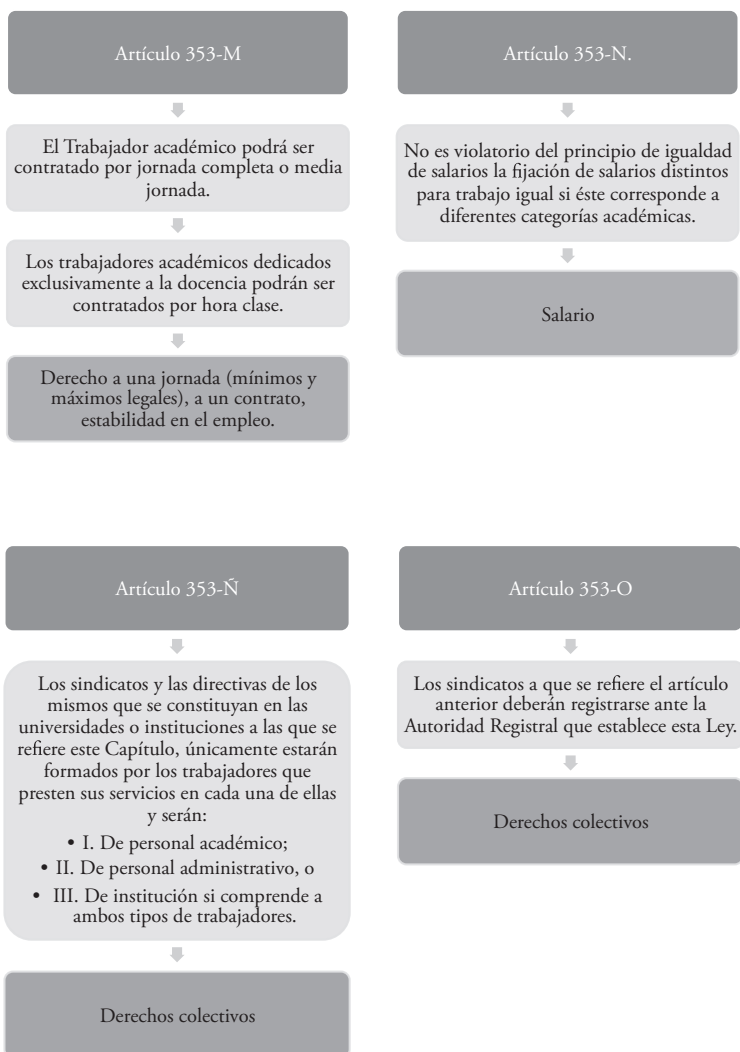 Artículo 353-M
El Trabajador académico podrá ser
contratado por jornada completa o media
jornada.
Los trabajadores académicos dedicados
exclusivamente a la docencia podrán ser
contratados por hora clase.
Derecho a una jornada (mínimos y
máximos legales), a un contrato,
estabilidad en el empleo.
Artículo 353-N.
No es violatorio del principio de igualdad
de salarios la fijación de salarios distintos
para trabajo igual si éste corresponde a
diferentes categorías académicas.
Salario
Artículo 353-Ñ
Los sindicatos y las directivas de los
mismos que se constituyan en las
universidades o instituciones a las que se
refiere este Capítulo, únicamente estarán
formados por los trabajadores que
presten sus servicios en cada una de ellas
y serán:
• I. De personal académico;
• II. De personal administrativo, o
• III. De institución si comprende a
ambos tipos de trabajadores.
Derechos colectivos
Artículo 353-O
Los sindicatos a que se refiere el artículo
anterior deberán registrarse ante la
Autoridad Registral que establece esta Ley.
Derechos colectivos